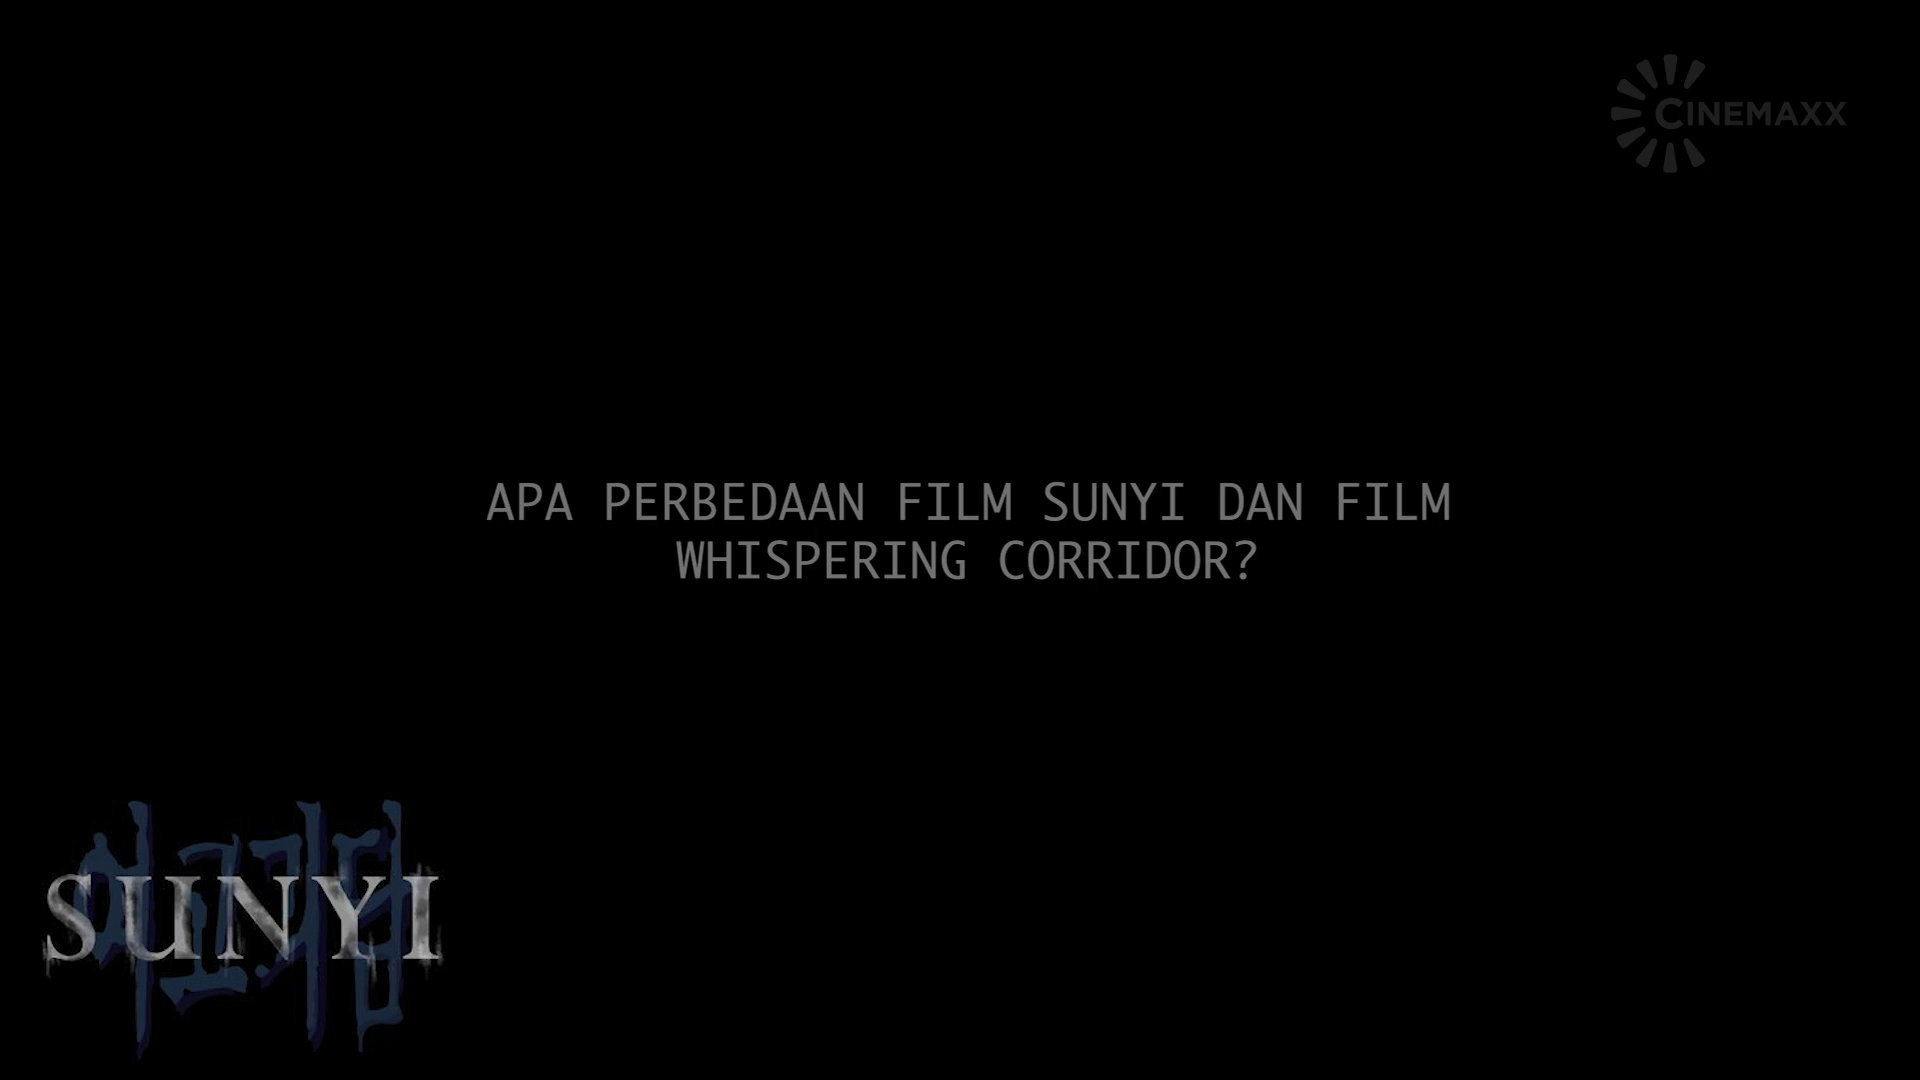 CINEMAXX
APA PERBEDAAN FILM SUNYI DAN FILM
WHISPERING CORRIDOR?
SUNYI